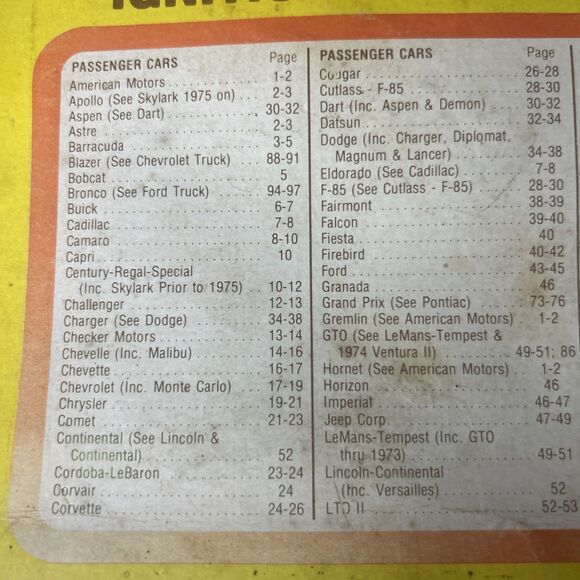 PASSENGER CARS Page
American Motors 1-2
Apollo (See Skylark 1975 on) 2-3
Aspen (See Dart) 30-32
Astre 2-3
Barracuda 3-5
Blazer (See Chevrolet Truck) 88-91
Bobcat 5
Bronco (See Ford Truck) 94-97
Buick 6-7
Cadillac 7-8
Camaro 8-10
Capri 10
Century-Regal-Special
(Inc. Skylark Prior to 1975) 10-12
Challenger 12-13
Charger (See Dodge) 34-38
Checker Motors 13-14
Chevelle (Inc. Malibu) 14-16
Chevette 16-17
Chevrolet (Inc. Monte Carlo) 17-19
Chrysler 19-21
Comet 21-23
Continental (See Lincoln &
Continental) 52
Cordoba-LeBaron 23-24
Corvair 24
Corvette 24-26
PASSENGER CARS Page
Cougar 26-28
Cutlass - F-85 28-30
Dart (Inc. Aspen & Demon) 30-32
Datsun 32-34
Dodge (Inc. Charger, Diplomat,
Magnum & Lancer) 34-38
Eldorado (See Cadillac) 7-8
F-85 (See Cutlass - F-85) 28-30
Fairmont 38-39
Falcon 39-40
Fiesta 40
Firebird 40-42
Ford 43-45
Granada 46
Grand Prix (See Pontiac) 73-76
Gremlin (See American Motors) 1-2
GTO (See LeMans-Tempest &
1974 Ventura II) 49-51; 86
Hornet (See American Motors) 1-2
Horizon 46
Imperial 46-47
Jeep Corp. 47-49
LeMans-Tempest (Inc. GTO
thru 1973) 49-51
Lincoln-Continental
(Inc. Versailles) 52
LTD II 52-53